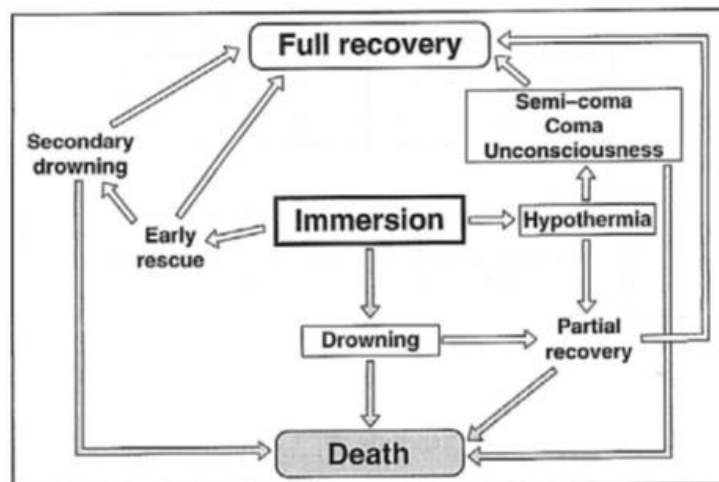 Full recovery
Semi-coma
Coma
Unconsciousness
Secondary
drowning
Immersion
Hypothermia
Early
rescue
Drowning
Partial
recovery
Death